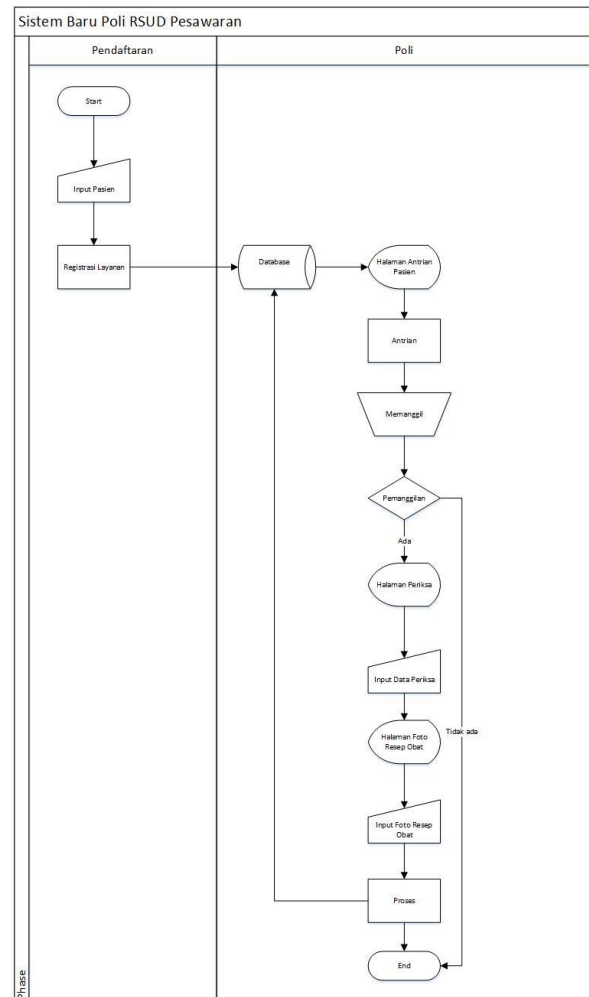 Sistem Baru Poli RSUD Pesawaran
Pendaftaran
Poli
Start
Input Pasien
Registrasi Layanan
Database
Halaman Antrian
Pasien
Antrian
Memanggil
Pemanggilan
Ada
Halaman Periksa
Input Data Periksa
Halaman Foto
Resep Obat
Tidak ada
Input Foto Resep
Obat
Proses
End
Phase